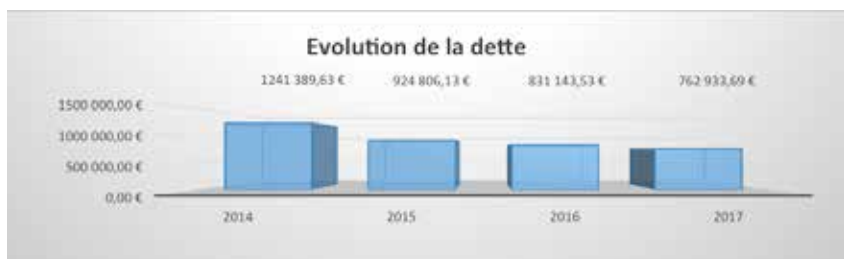 Evolution de la dette
1241 389,63 € 924 806,13 € 831 143,53 € 762 933,69 €
1500 000,00 €
1000 000,00 €
500 000,00 €
0,00 €
2014 2015 2016 2017